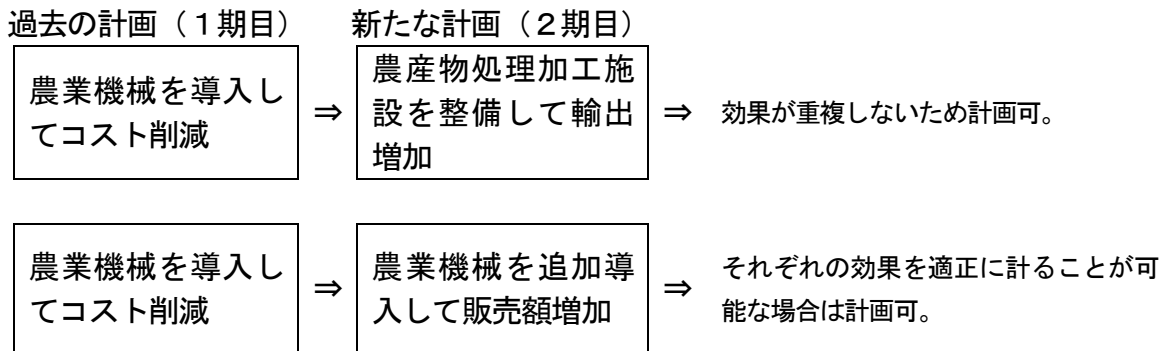 過去の計画（１期目）　新たな計画（２期目）
農業機械を導入し
てコスト削減
⇒
農産物処理加工施
設を整備して輸出
増加
⇒
効果が重複しないため計画可。
農業機械を導入し
てコスト削減
⇒
農業機械を追加導
入して販売額増加
⇒
それぞれの効果を適正に計ることが可
能な場合は計画可。